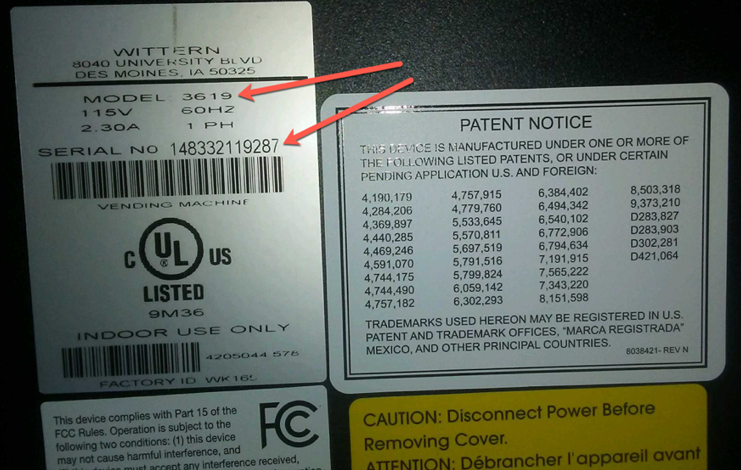 WITTERN
8040 UNIVERSITY BLVD
DES MOINES, IA 50325
MODEL 3619
115V 60HZ
2.30A 1 PH
SERIAL No 148332119287
VENDING MACHINE
C UL US
®
LISTED
9M36
INDOOR USE ONLY
4205044 578
FACTORY ID WK165
This device complies with Part 15 of the
FCC Rules. Operation is subject to the
following two conditions: (1) this device
may not cause harmful interference, and
must accept any interference received,
FC
PATENT NOTICE
THIS DEVICE IS MANUFACTURED UNDER ONE OR MORE OF
THE FOLLOWING LISTED PATENTS, OR UNDER CERTAIN
PENDING APPLICATION U.S. AND FOREIGN:
4,190,179 4,757,915 6,384,402 8,503,318
4,284,206 4,779,760 6,494,342 9,373,210
4,369,897 5,533,645 6,540,102 D283,827
4,440,285 5,570,811 6,772,906 D283,903
4,469,246 5,697,519 6,794,634 D302,281
4,591,070 5,791,516 7,191,915 D421,064
4,744,175 5,799,824 7,565,222
4,744,490 6,059,142 7,343,220
4,757,182 6,302,293 8,151,598
TRADEMARKS USED HEREON MAY BE REGISTERED IN U.S.
PATENT AND TRADEMARK OFFICES, "MARCA REGISTRADA"
MEXICO, AND OTHER PRINCIPAL COUNTRIES.
8038421- REV N
CAUTION: Disconnect Power Before
Removing Cover.
ATTENTION: Débrancher l'appareil avant